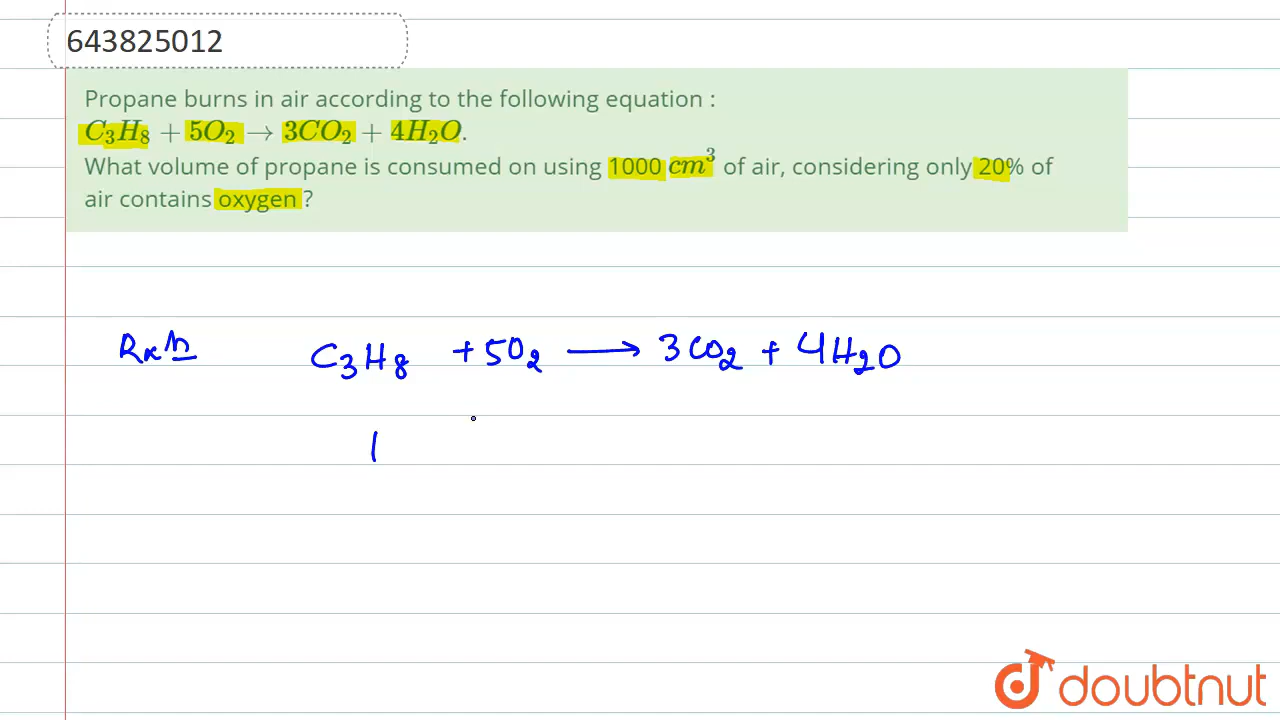 643825012
Propane burns in air according to the following equation :
C₃H₈ + 5O₂ → 3CO₂ + 4H₂O.
What volume of propane is consumed on using 1000 cm³ of air, considering only 20% of
air contains oxygen ?
Rxn C₃H₈ + 5O₂ → 3CO₂ + 4H₂O
1
doubtnut